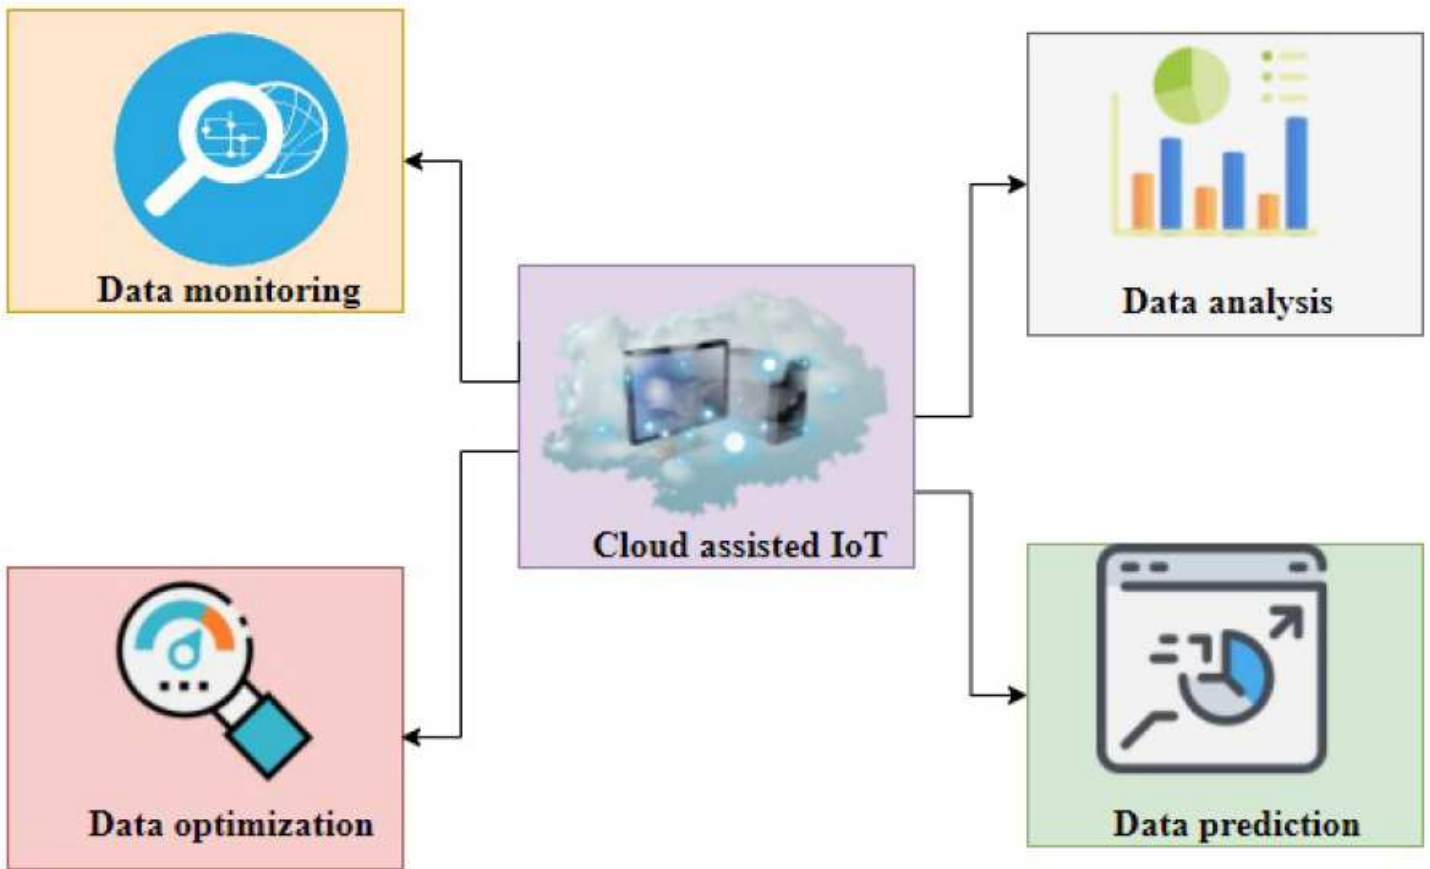 Data monitoring
Data analysis
Cloud assisted IoT
Data optimization
Data prediction